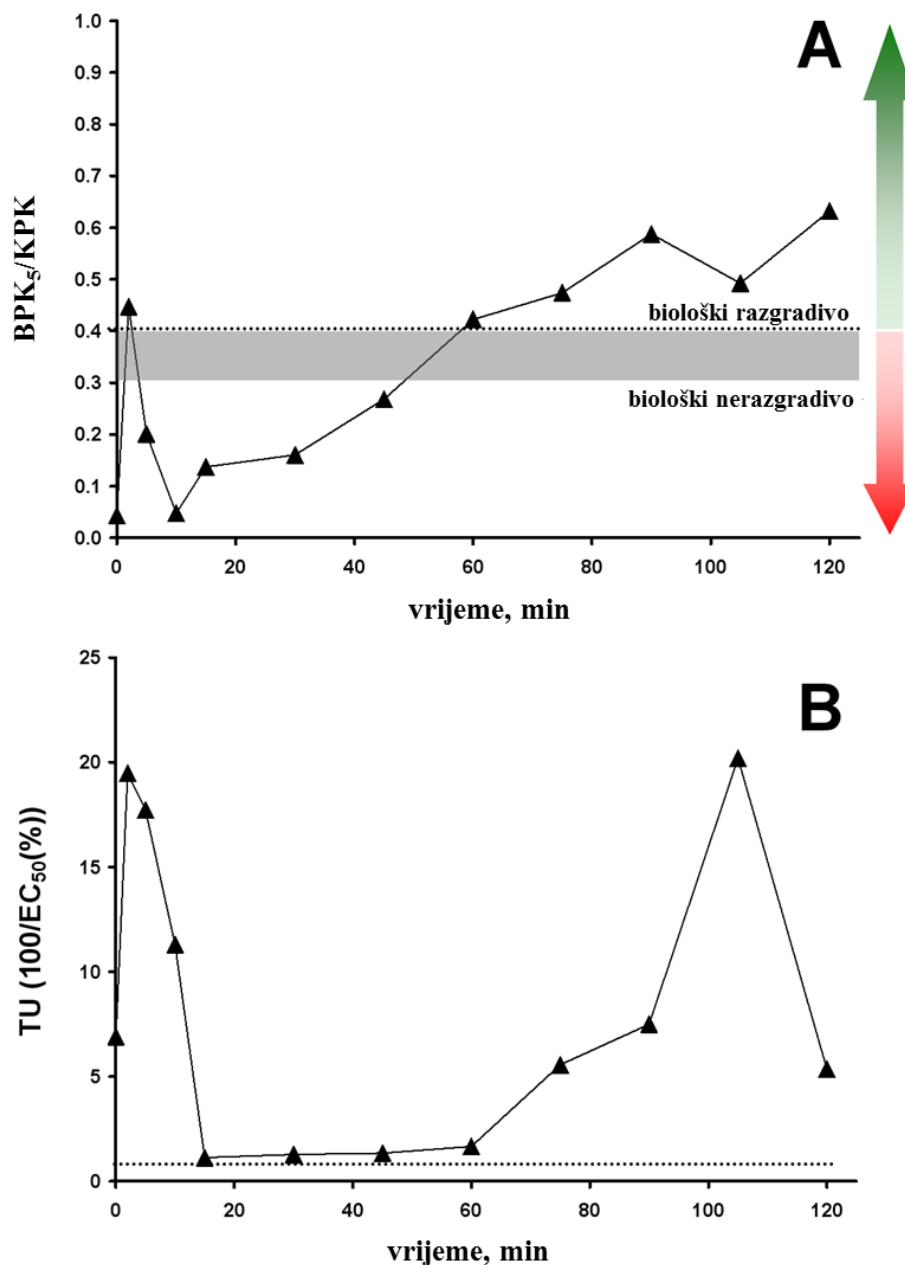 A
1.0
0.9
0.8
0.7
0.6
0.5
0.4
0.3
0.2
0.1
0.0
BPK₅/KPK
biološki razgradivo
biološki nerazgradivo
0 20 40 60 80 100 120
vrijeme, min
B
25
20
15
10
5
0
TU (100/EC₅₀(%))
0 20 40 60 80 100 120
vrijeme, min